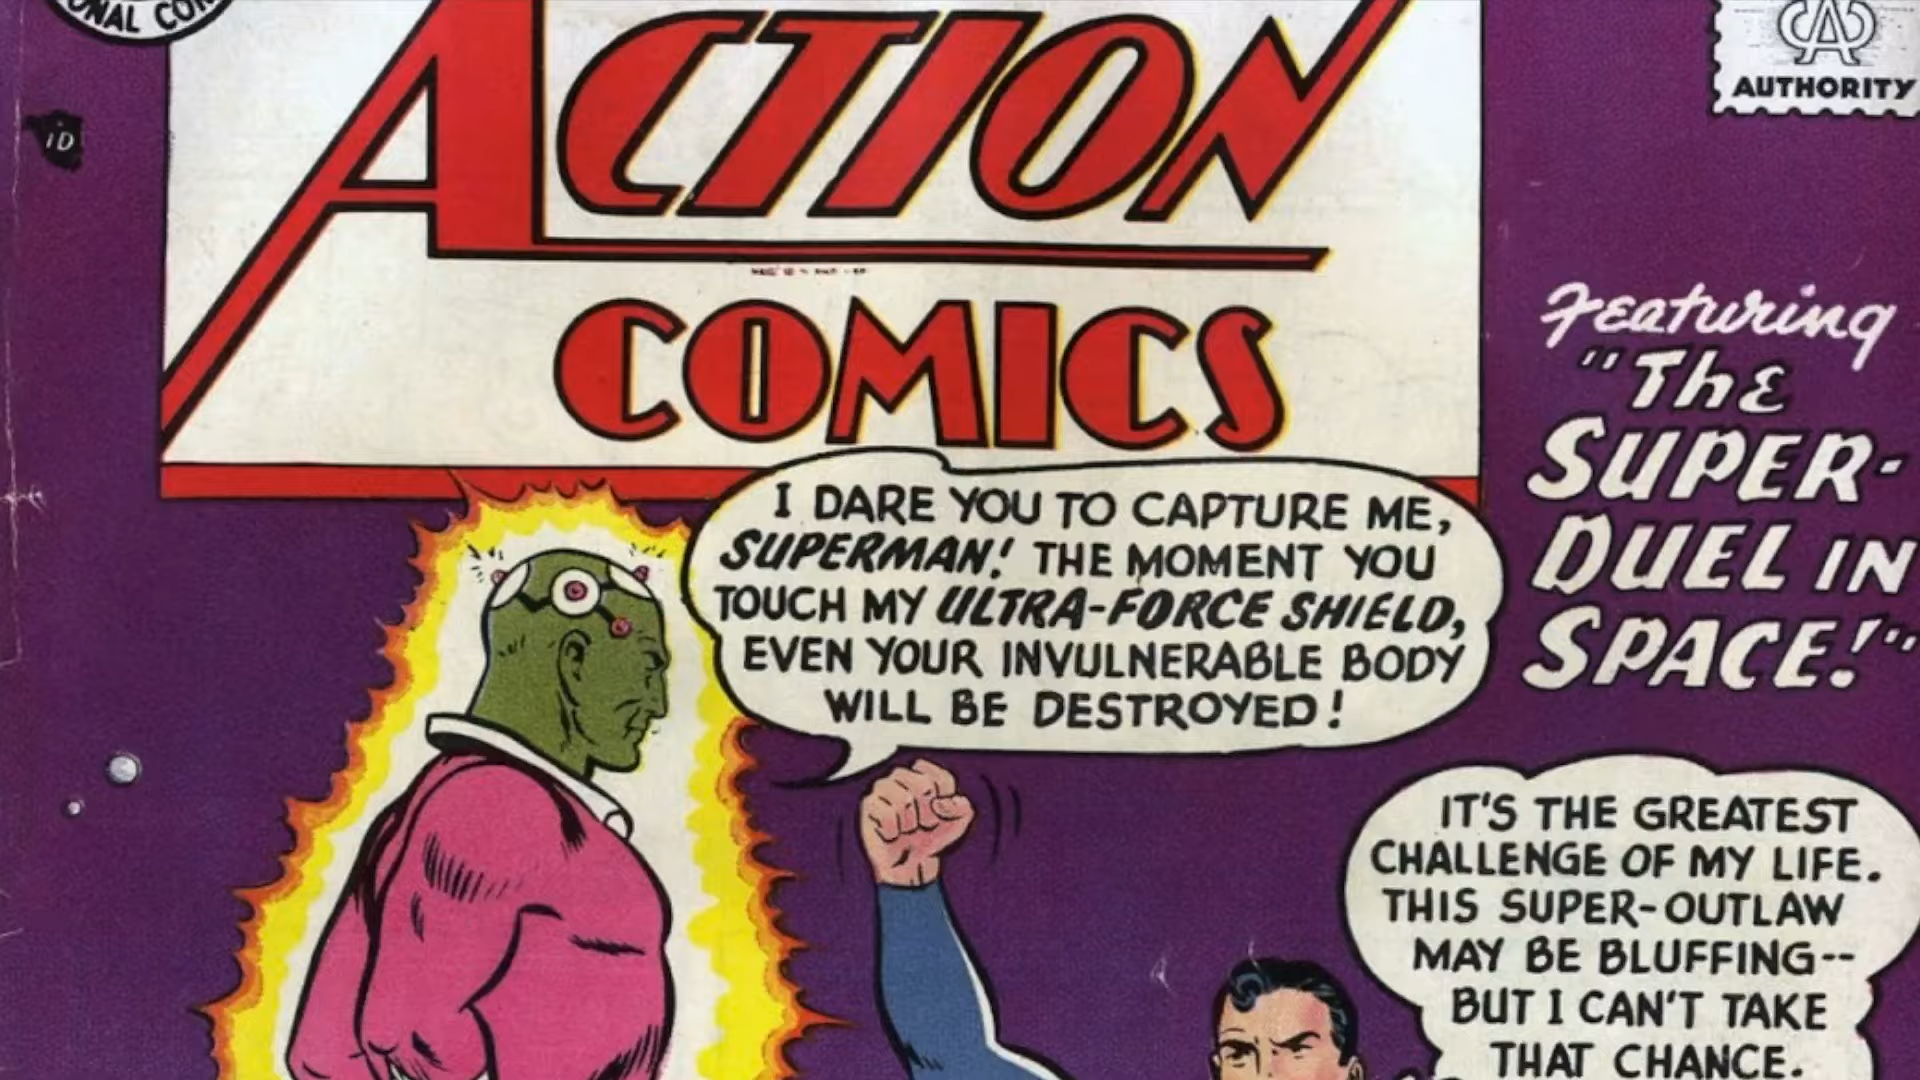 ONAL COM
ACTION
COMICS
AUTHORITY
Featuring
"The
SUPER-
DUEL IN
SPACE!"
I DARE YOU TO CAPTURE ME,
SUPERMAN! THE MOMENT YOU
TOUCH MY ULTRA-FORCE SHIELD,
EVEN YOUR INVULNERABLE BODY
WILL BE DESTROYED!
IT'S THE GREATEST
CHALLENGE OF MY LIFE.
THIS SUPER-OUTLAW
MAY BE BLUFFING--
BUT I CAN'T TAKE
THAT CHANCE.